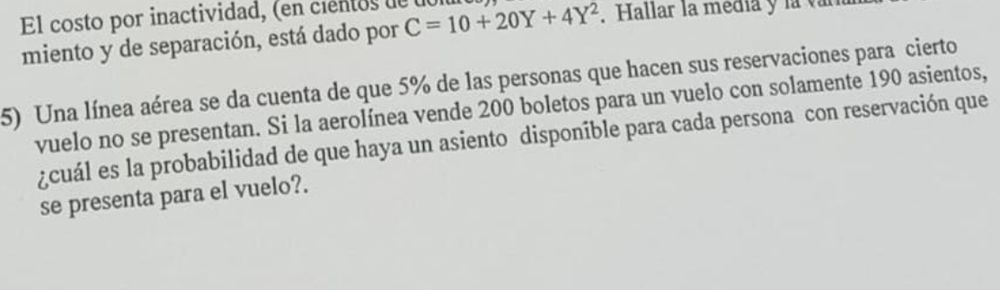 El costo por inactividad, (en cientos de
miento y de separación, está dado por C = 10 + 20Y + 4Y². Hallar la media y la
5) Una línea aérea se da cuenta de que 5% de las personas que hacen sus reservaciones para cierto
vuelo no se presentan. Si la aerolínea vende 200 boletos para un vuelo con solamente 190 asientos,
¿cuál es la probabilidad de que haya un asiento disponible para cada persona con reservación que
se presenta para el vuelo?.